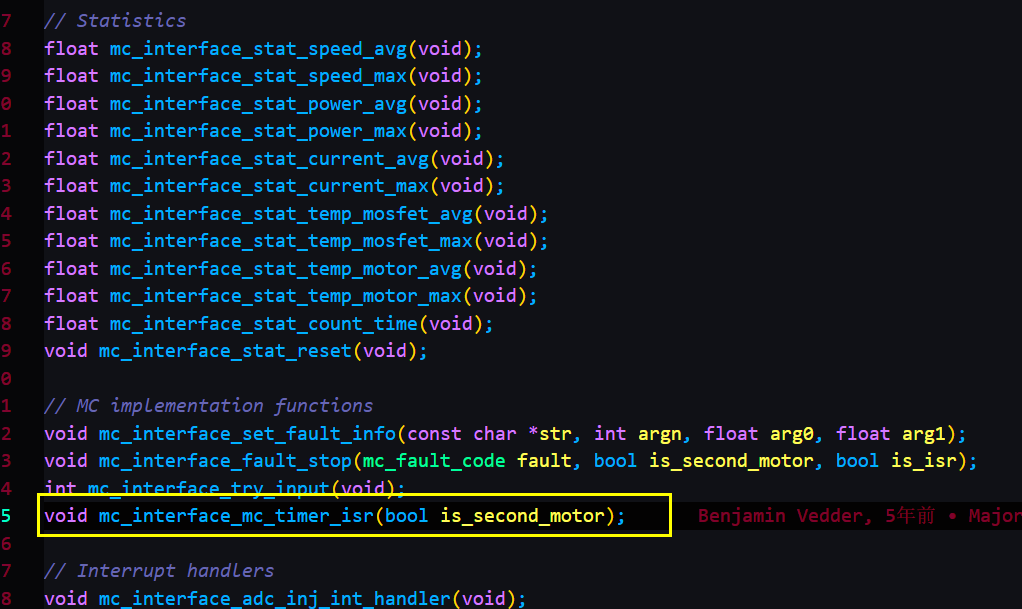 7 // Statistics
8 float mc_interface_stat_speed_avg(void);
9 float mc_interface_stat_speed_max(void);
0 float mc_interface_stat_power_avg(void);
1 float mc_interface_stat_power_max(void);
2 float mc_interface_stat_current_avg(void);
3 float mc_interface_stat_current_max(void);
4 float mc_interface_stat_temp_mosfet_avg(void);
5 float mc_interface_stat_temp_mosfet_max(void);
6 float mc_interface_stat_temp_motor_avg(void);
7 float mc_interface_stat_temp_motor_max(void);
8 float mc_interface_stat_count_time(void);
9 void mc_interface_stat_reset(void);
0
1 // MC implementation functions
2 void mc_interface_set_fault_info(const char *str, int argn, float arg0, float arg1);
3 void mc_interface_fault_stop(mc_fault_code fault, bool is_second_motor, bool is_isr);
4 int mc_interface_try_input(void);
5 void mc_interface_mc_timer_isr(bool is_second_motor); Benjamin Vedder, 5年前 • Major
6
7 // Interrupt handlers
8 void mc_interface_adc_inj_int_handler(void);